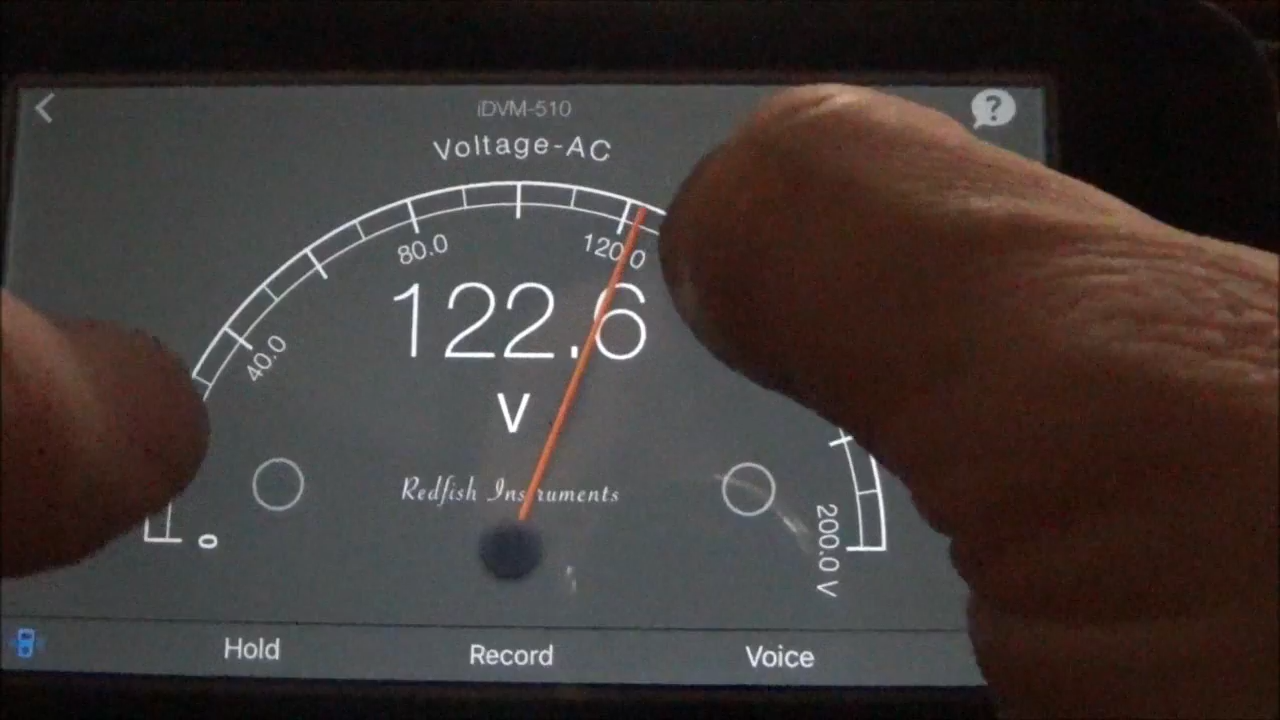 iDVM-510
Voltage-AC
80.0
120.0
40.0
122.6
V
Redfish Instruments
0
200.0 V
Hold
Record
Voice